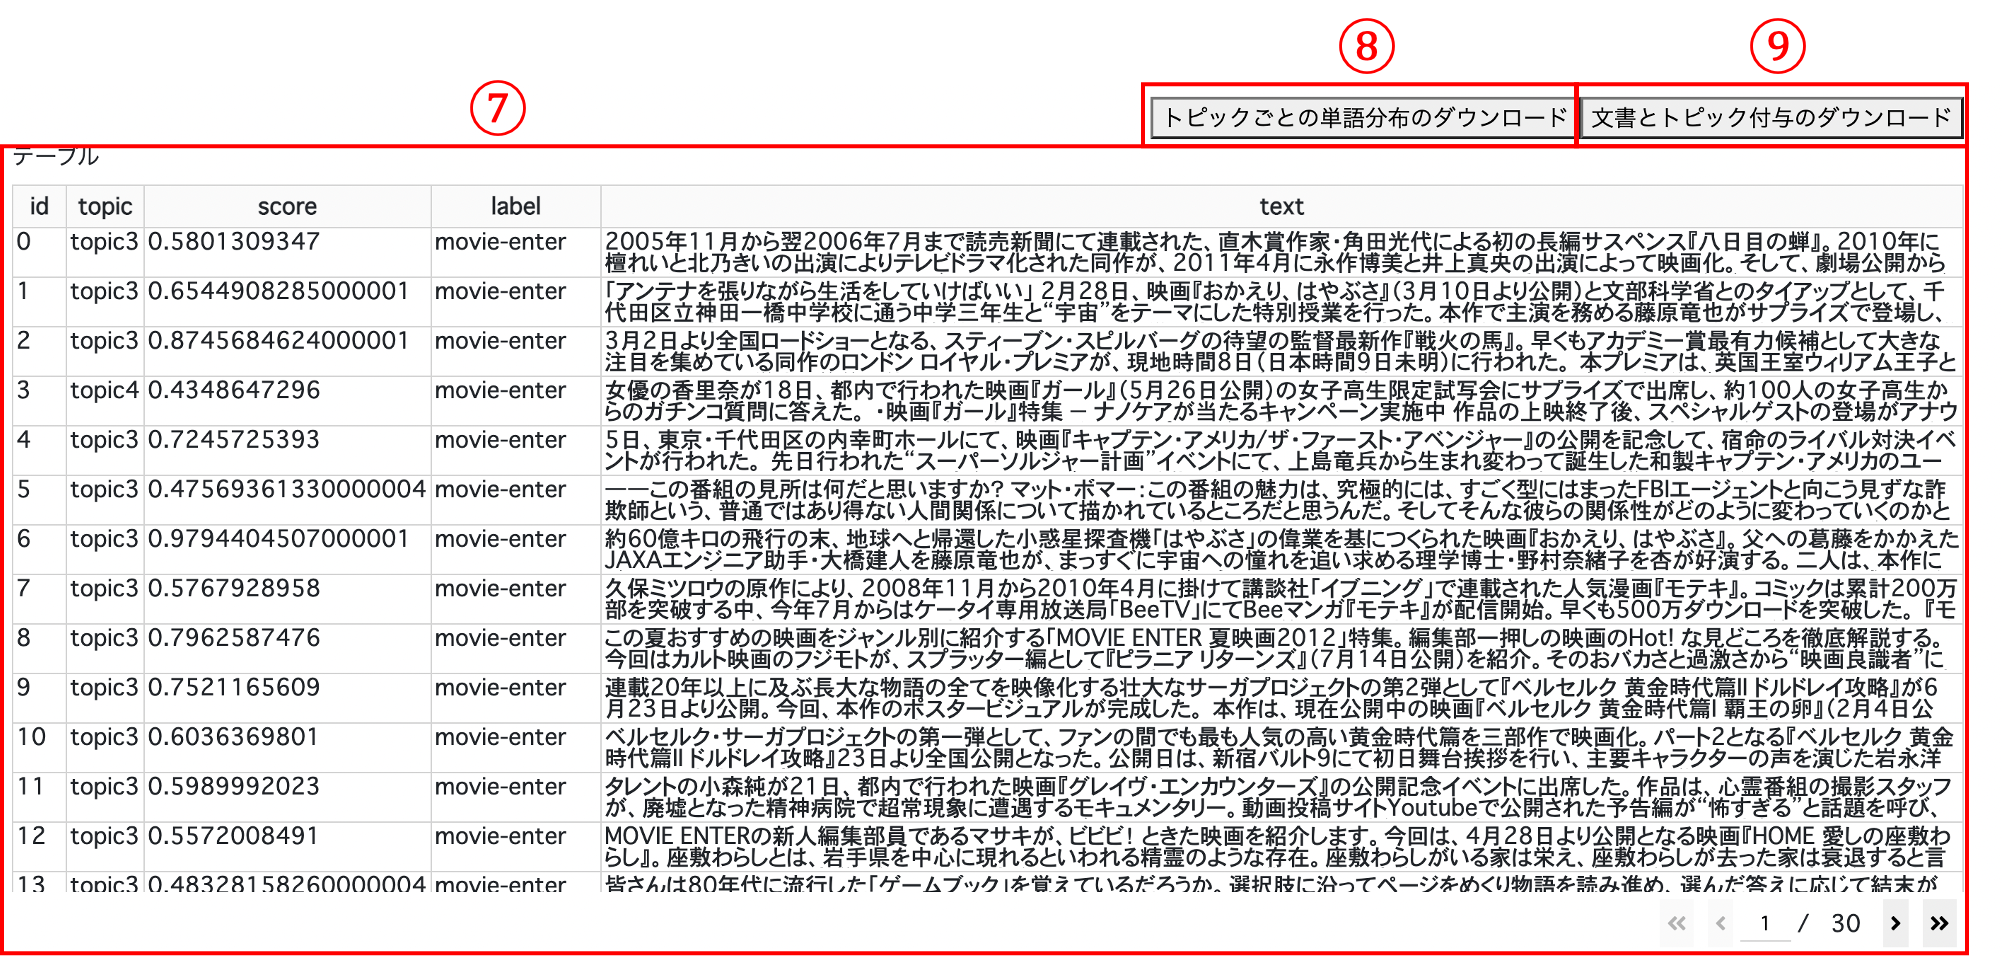 ⑧
⑨
⑦
トピックごとの単語分布のダウンロード
文書とトピック付与のダウンロード
テーブル
id topic score label text
0 topic3 0.5801309347 movie-enter 2005年11月から翌2006年7月まで読売新聞にて連載された、直木賞作家・角田光代による初の長編サスペンス『八日目の蝉』。2010年に
檀れいと北乃きいの出演によりテレビドラマ化された同作が、2011年4月に永作博美と井上真央の出演によって映画化。そして、劇場公開から
1 topic3 0.6544908285000001 movie-enter 「アンテナを張りながら生活をしていけばいい」 2月28日、映画『おかえり、はやぶさ』（3月10日より公開）と文部科学省とのタイアップとして、千
代田区立神田一橋中学校に通う中学三年生と“宇宙”をテーマにした特別授業を行った。本作で主演を務める藤原竜也がサプライズで登場し、
2 topic3 0.8745684624000001 movie-enter 3月2日より全国ロードショーとなる、スティーブン・スピルバーグの待望の監督最新作『戦火の馬』。早くもアカデミー賞最有力候補として大きな
注目を集めている同作のロンドン ロイヤル・プレミアが、現地時間8日（日本時間9日未明）に行われた。 本プレミアは、英国王室ウィリアム王子と
3 topic4 0.4348647296 movie-enter 女優の香里奈が18日、都内で行われた映画『ガール』（5月26日公開）の女子高生限定試写会にサプライズで出席し、約100人の女子高生か
らのガチンコ質問に答えた。 ・映画『ガール』特集 － ナノケアが当たるキャンペーン実施中 作品の上映終了後、スペシャルゲストの登場がアナウ
4 topic3 0.7245725393 movie-enter 5日、東京・千代田区の内幸町ホールにて、映画『キャプテン・アメリカ/ザ・ファースト・アベンジャー』の公開を記念して、宿命のライバル対決イベ
ントが行われた。 先日行われた“スーパーソルジャー計画”イベントにて、上島竜兵から生まれ変わって誕生した和製キャプテン・アメリカのユー
5 topic3 0.47569361330000004 movie-enter ――この番組の見所は何だと思いますか？ マット・ボマー：この番組の魅力は、究極的には、すごく型にはまったFBIエージェントと向こう見ずな詐
欺師という、普通ではあり得ない人間関係について描かれているところだと思うんだ。そしてそんな彼らの関係性がどのように変わっていくのかと
6 topic3 0.9794404507000001 movie-enter 約60億キロの飛行の末、地球へと帰還した小惑星探査機「はやぶさ」の偉業を基につくられた映画『おかえり、はやぶさ』。父への葛藤をかかえた
JAXAエンジニア助手・大橋建人を藤原竜也が、まっすぐに宇宙への憧れを追い求める理学博士・野村奈緒子を杏が好演する。二人は、本作に
7 topic3 0.5767928958 movie-enter 久保ミツロウの原作により、2008年11月から2010年4月に掛けて講談社「イブニング」で連載された人気漫画『モテキ』。コミックは累計200万
部を突破する中、今年7月からはケータイ専用放送局「BeeTV」にてBeeマンガ『モテキ』が配信開始。早くも500万ダウンロードを突破した。 『モ
8 topic3 0.7962587476 movie-enter この夏おすすめの映画をジャンル別に紹介する「MOVIE ENTER 夏映画2012」特集。編集部一押しの映画のHot! な見どころを徹底解説する。
今回はカルト映画のフジモトが、スプラッター編として『ピラニア リターンズ』（7月14日公開）を紹介。そのおバカさと過激さから“映画良識者”に
9 topic3 0.7521165609 movie-enter 連載20年以上に及ぶ長大な物語の全てを映像化する壮大なサーガプロジェクトの第2弾として『ベルセルク 黄金時代篇II ドルドレイ攻略』が6
月23日より公開。今回、本作のポスタービジュアルが完成した。 本作は、現在公開中の映画『ベルセルク 黄金時代篇I 覇王の卵』（2月4日公
10 topic3 0.6036369801 movie-enter ベルセルク・サーガプロジェクトの第一弾として、ファンの間でも最も人気の高い黄金時代篇を三部作で映画化。パート2となる『ベルセルク 黄金
時代篇II ドルドレイ攻略』23日より全国公開となった。公開日は、新宿バルト9にて初日舞台挨拶を行い、主要キャラクターの声を演じた岩永洋
11 topic3 0.5989992023 movie-enter タレントの小森純が21日、都内で行われた映画『グレイヴ・エンカウンターズ』の公開記念イベントに出席した。作品は、心霊番組の撮影スタッフ
が、廃墟となった精神病院で超常現象に遭遇するモキュメンタリー。動画投稿サイトYoutubeで公開された予告編が“怖すぎる”と話題を呼び、
12 topic3 0.5572008491 movie-enter MOVIE ENTERの新人編集部員であるマサキが、ビビビ！ときた映画を紹介します。今回は、4月28日より公開となる映画『HOME 愛しの座敷わ
らし』。座敷わらしとは、岩手県を中心に現れるといわれる精霊のような存在。座敷わらしがいる家は栄え、座敷わらしが去った家は衰退すると言
13 topic3 0.48328158260000004 movie-enter 皆さんは80年代に流行した「ゲームブック」を覚えているだろうか。選択肢に沿ってページをめくり物語を読み進め、選んだ答えに応じて結末が
1 / 30